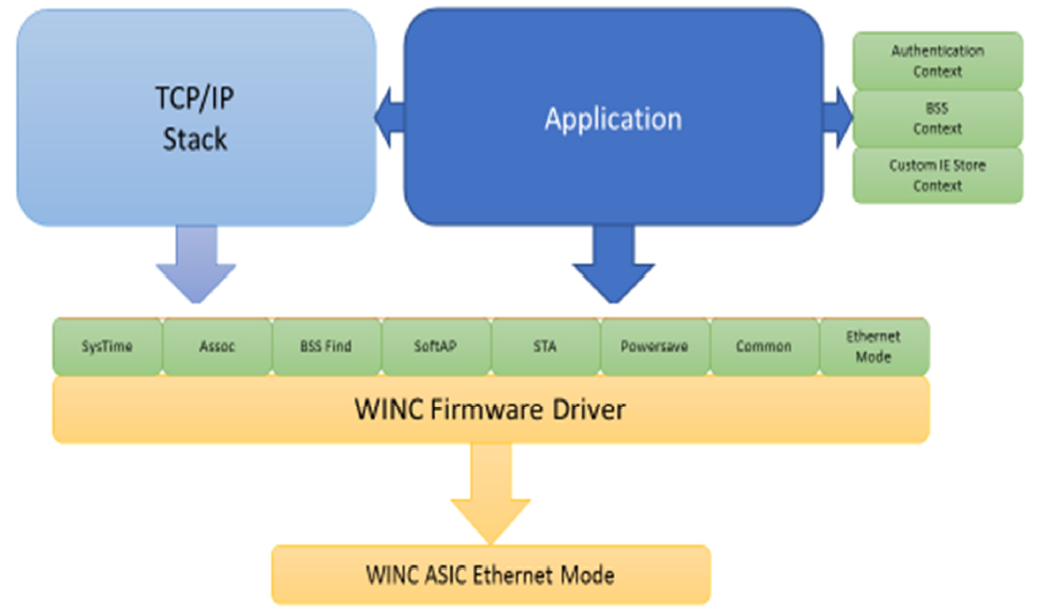 TCP/IP
Stack
Application
Authentication
Context
BSS
Context
Custom IE Store
Context
SysTime
Assoc
BSS Find
SoftAP
STA
Powersave
Common
Ethernet
Mode
WINC Firmware Driver
WINC ASIC Ethernet Mode